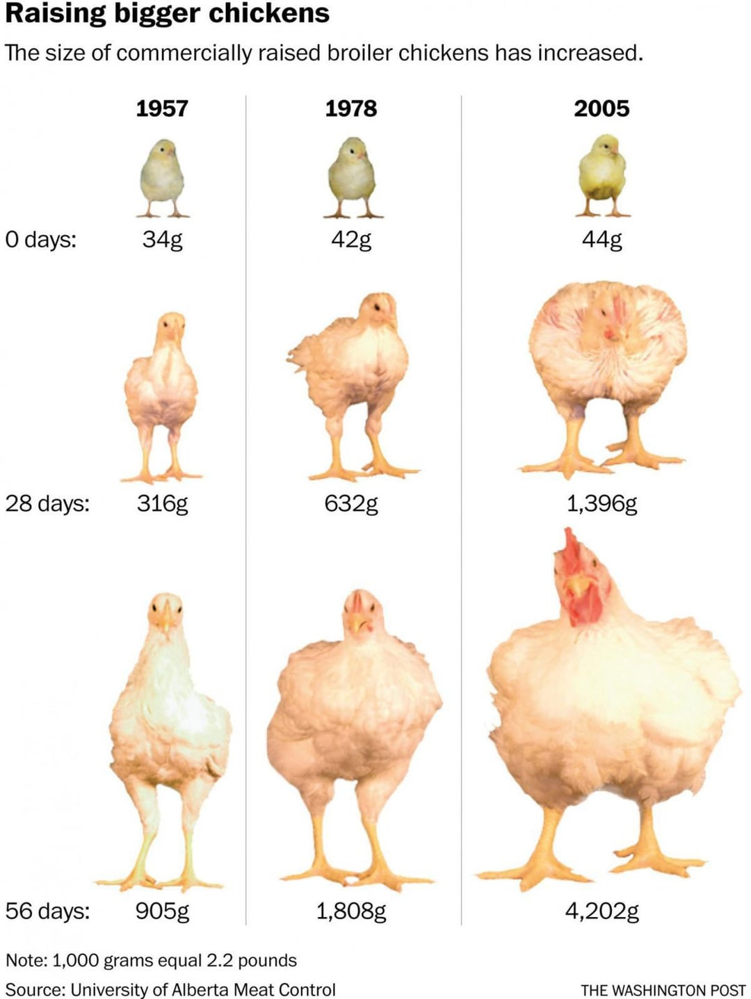 Raising bigger chickens
The size of commercially raised broiler chickens has increased.
1957 1978 2005
0 days: 34g 42g 44g
28 days: 316g 632g 1,396g
56 days: 905g 1,808g 4,202g
Note: 1,000 grams equal 2.2 pounds
Source: University of Alberta Meat Control THE WASHINGTON POST